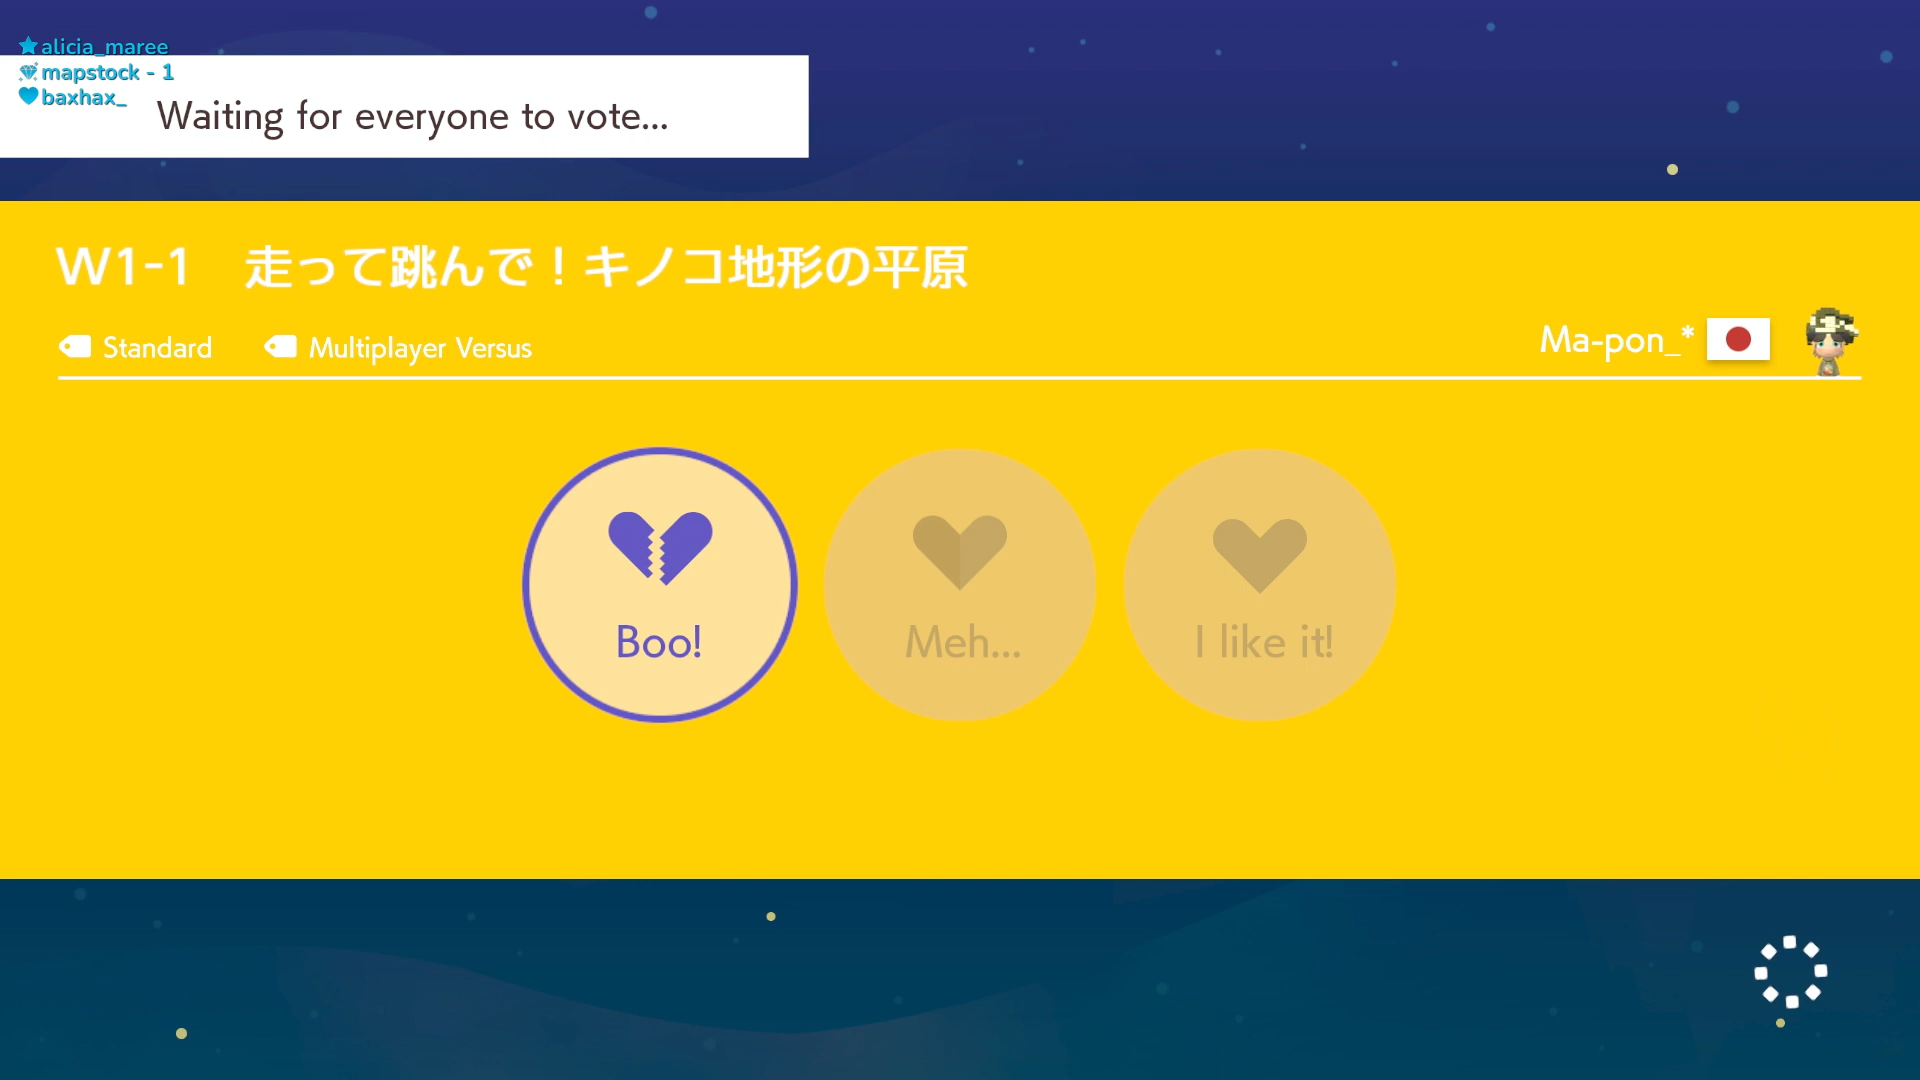 alicia_maree
mapstock - 1
baxhax_
Waiting for everyone to vote...
W1-1 走って跳んで！キノコ地形の平原
Standard Multiplayer Versus
Ma-pon_*
Boo! Meh... I like it!